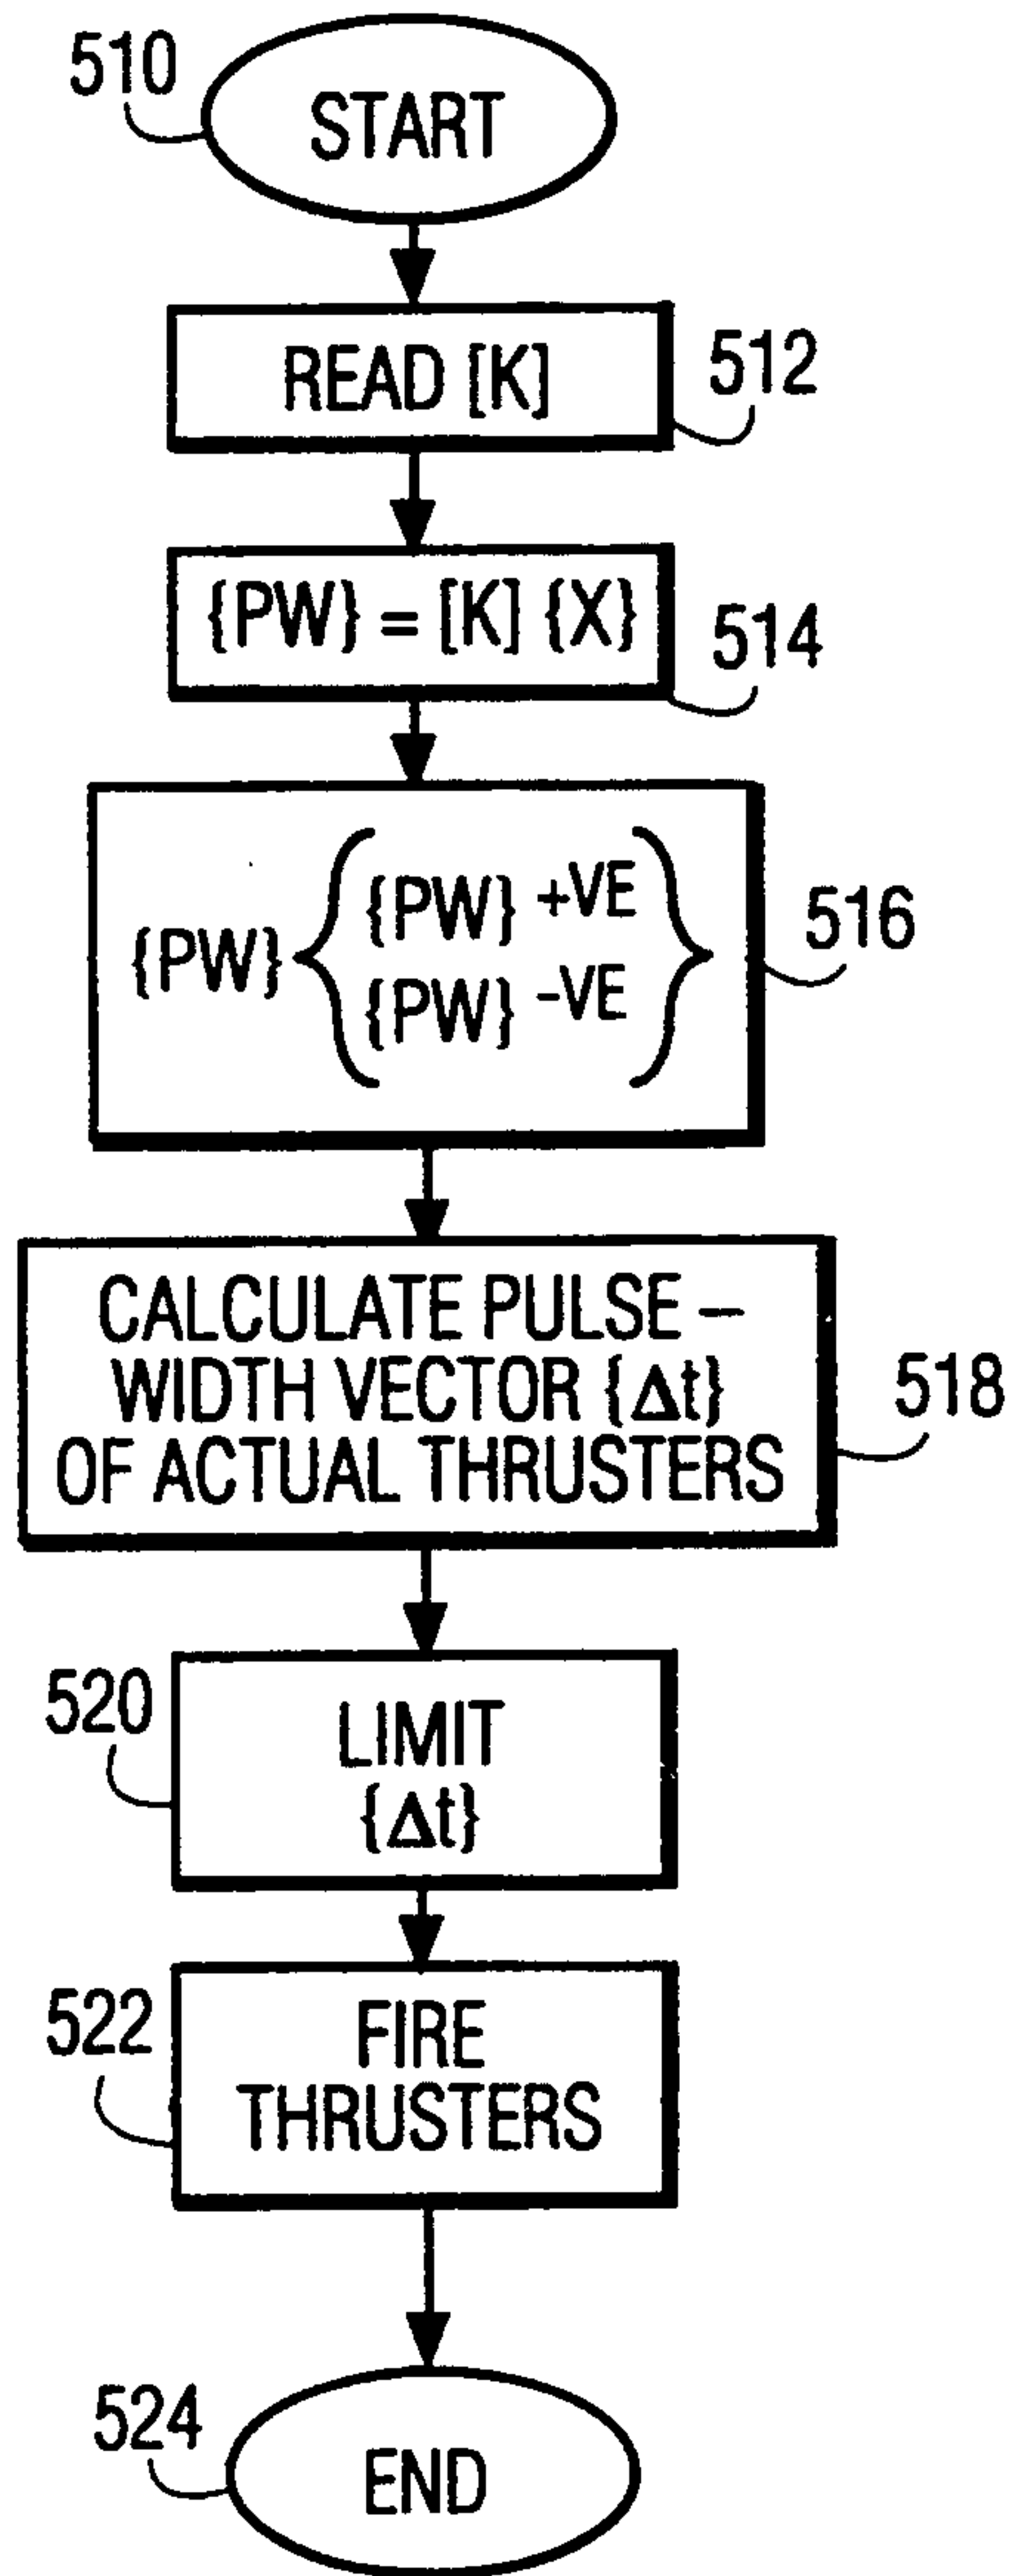 510
START
READ [K]
512
{PW} = [K] {X}
514
{PW} { {PW} +VE
{PW} -VE }
516
CALCULATE PULSE –
WIDTH VECTOR {Δt}
OF ACTUAL THRUSTERS
518
520
LIMIT
{Δt}
522
FIRE
THRUSTERS
524
END